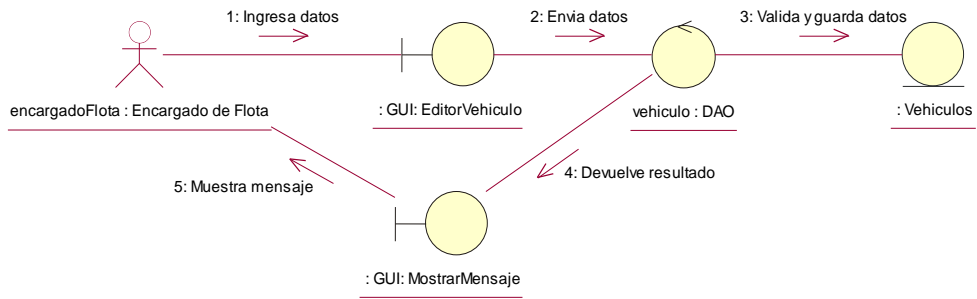 1: Ingresa datos
2: Envia datos
3: Valida y guarda datos
encargadoFlota : Encargado de Flota
: GUI: EditorVehiculo
vehiculo : DAO
: Vehiculos
5: Muestra mensaje
4: Devuelve resultado
: GUI: MostrarMensaje